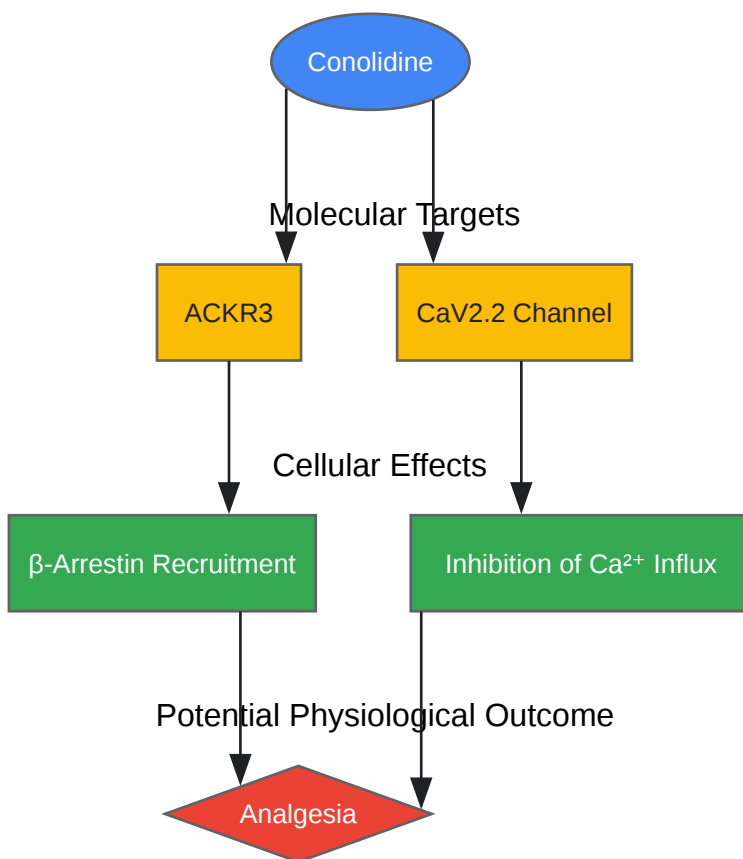 Conolidine
Molecular Targets
ACKR3
CaV2.2 Channel
Cellular Effects
β-Arrestin Recruitment
Inhibition of Ca²⁺ Influx
Potential Physiological Outcome
Analgesia